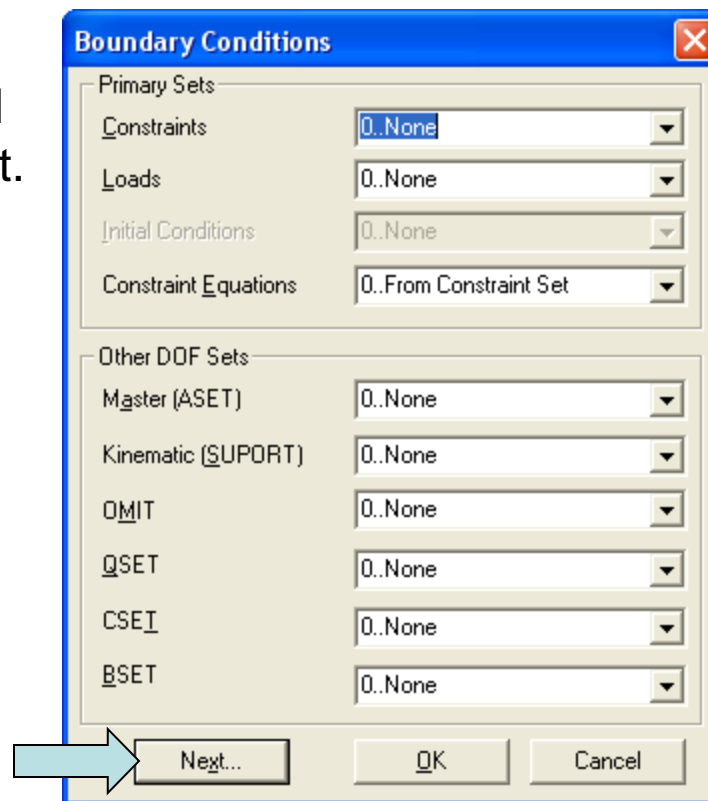 Boundary Conditions
l
t.
Primary Sets
Constraints 0..None
Loads 0..None
Initial Conditions 0..None
Constraint Equations 0..From Constraint Set
Other DOF Sets
Master (ASET) 0..None
Kinematic (SUPORT) 0..None
OMIT 0..None
QSET 0..None
CSET 0..None
BSET 0..None
Next... OK Cancel